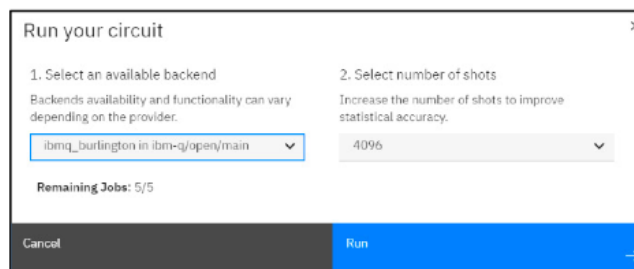 Run your circuit
1. Select an available backend
Backends availability and functionality can vary
depending on the provider.
ibmq_burlington in ibm-q/open/main
Remaining Jobs: 5/5
2. Select number of shots
Increase the number of shots to improve
statistical accuracy.
4096
Cancel
Run